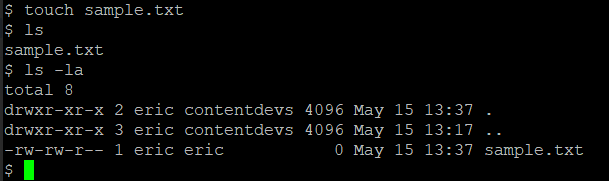 $ touch sample.txt
$ ls
sample.txt
$ ls -la
total 8
drwxr-xr-x 2 eric contentdevs 4096 May 15 13:37 .
drwxr-xr-x 3 eric contentdevs 4096 May 15 13:17 ..
-rw-rw-r-- 1 eric eric           0 May 15 13:37 sample.txt
$